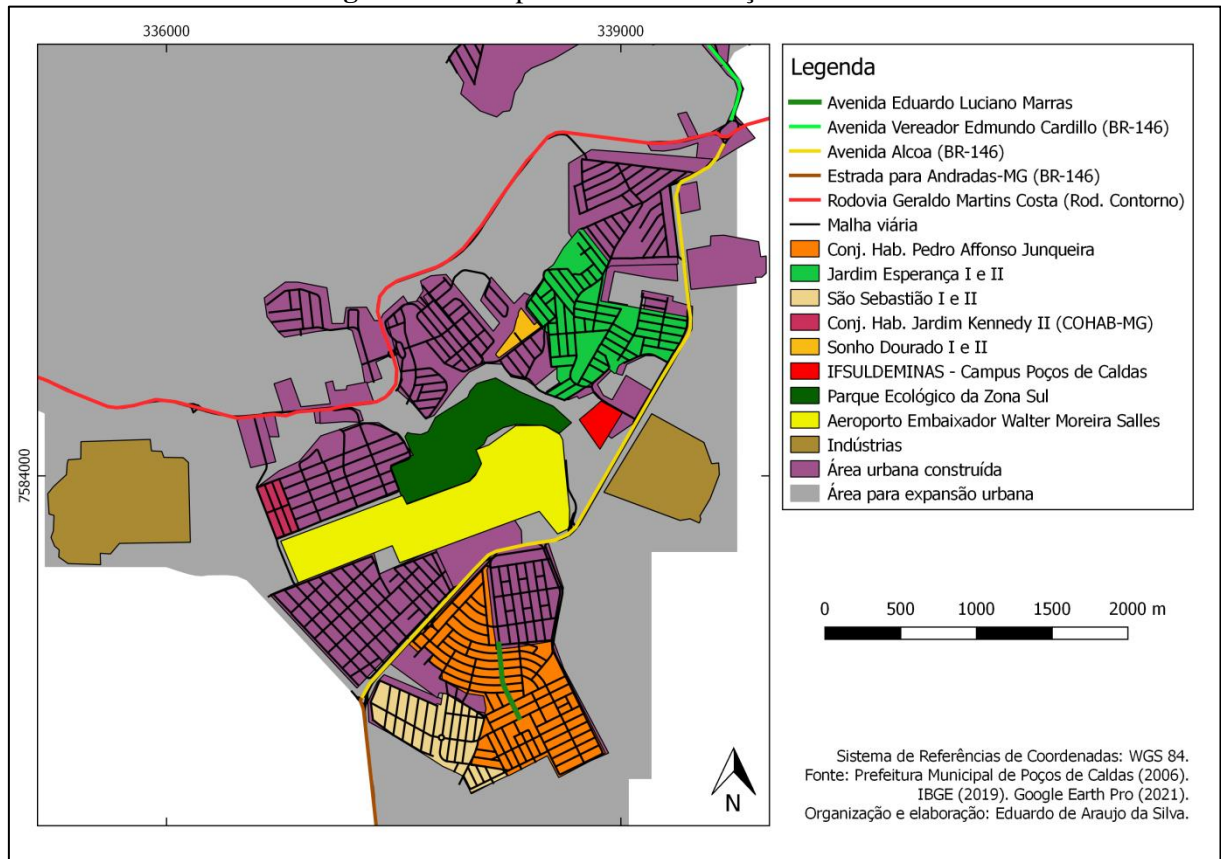 336000
339000
7584000
Legenda
Avenida Eduardo Luciano Marras
Avenida Vereador Edmundo Cardillo (BR-146)
Avenida Alcoa (BR-146)
Estrada para Andradas-MG (BR-146)
Rodovia Geraldo Martins Costa (Rod. Contorno)
Malha viária
Conj. Hab. Pedro Affonso Junqueira
Jardim Esperança I e II
São Sebastião I e II
Conj. Hab. Jardim Kennedy II (COHAB-MG)
Sonho Dourado I e II
IFSULDEMINAS - Campus Poços de Caldas
Parque Ecológico da Zona Sul
Aeroporto Embaixador Walter Moreira Salles
Indústrias
Área urbana construída
Área para expansão urbana
0 500 1000 1500 2000 m
N
Sistema de Referências de Coordenadas: WGS 84.
Fonte: Prefeitura Municipal de Poços de Caldas (2006).
IBGE (2019). Google Earth Pro (2021).
Organização e elaboração: Eduardo de Araujo da Silva.